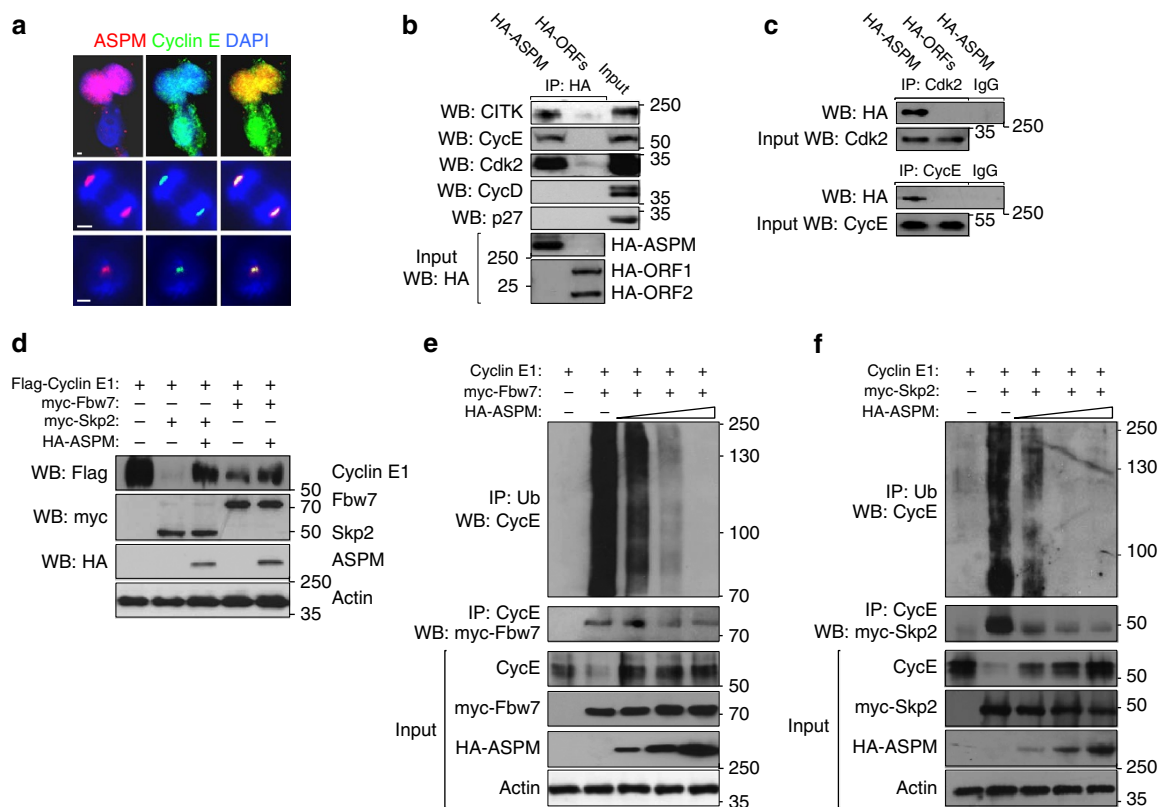 a
ASPM Cyclin E DAPI
b
HA-ASPM
HA-ORFs
Input
IP: HA
WB: CITK
250
WB: CycE
50
WB: Cdk2
35
WB: CycD
35
WB: p27
35
Input
WB: HA
HA-ASPM
250
HA-ORF1
25
HA-ORF2
c
HA-ASPM
HA-ORFs
HA-ASPM
IP: Cdk2 IgG
WB: HA
250
Input WB: Cdk2
35
IP: CycE IgG
WB: HA
250
Input WB: CycE
55
d
Flag-Cyclin E1: + + + + +
myc-Fbw7: – – – + +
myc-Skp2: – + + – –
HA-ASPM: – – + – +
WB: Flag
Cyclin E1
50
WB: myc
Fbw7
70
Skp2
50
WB: HA
ASPM
250
Actin
35
e
Cyclin E1: + + + + +
myc-Fbw7: – + + + +
HA-ASPM: – –
250
130
IP: Ub
WB: CycE
100
70
IP: CycE
WB: myc-Fbw7
70
Input
CycE
50
myc-Fbw7
70
HA-ASPM
250
Actin
35
f
Cyclin E1: + + + + +
myc-Skp2: – + + + +
HA-ASPM: – –
250
130
IP: Ub
WB: CycE
100
IP: CycE
WB: myc-Skp2
50
Input
CycE
50
myc-Skp2
50
HA-ASPM
250
Actin
35